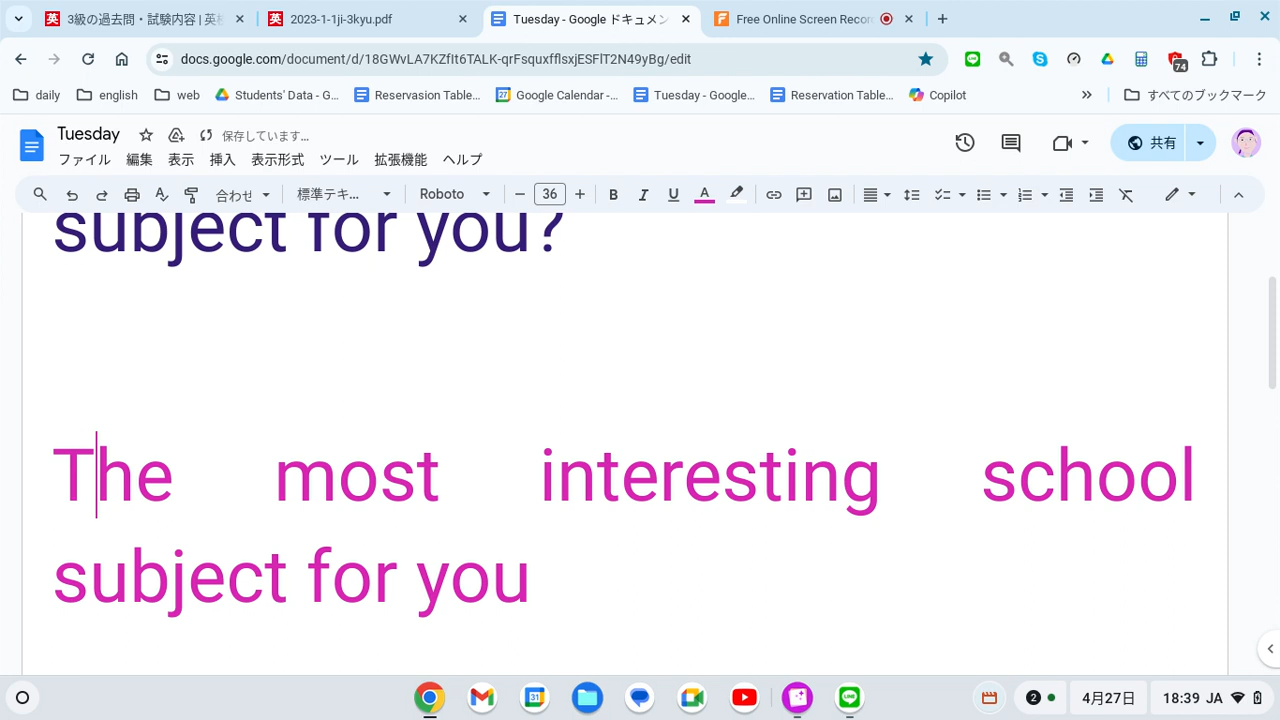 3級の過去問・試験内容 | 英検
2023-1-1ji-3kyu.pdf
Tuesday - Google ドキュメン
Free Online Screen Recor
docs.google.com/document/d/18GWvLA7KZfIt6TALK-qrFsquxfflsxjESFlT2N49yBg/edit
74
daily
english
web
Students' Data - G...
Reservasion Table...
Google Calendar -...
Tuesday - Google...
Reservation Table...
Copilot
すべてのブックマーク
Tuesday
保存しています...
共有
ファイル 編集 表示 挿入 表示形式 ツール 拡張機能 ヘルプ
合わせ 標準テキ... Roboto 36
subject for you?
The most interesting school
subject for you
2
4月27日
18:39 JA